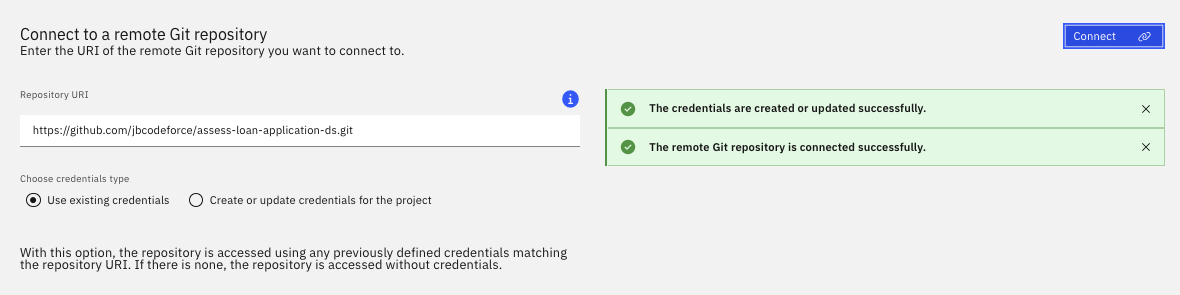 Connect to a remote Git repository
Enter the URI of the remote Git repository you want to connect to.
Connect
Repository URI
https://github.com/jbcodeforce/assess-loan-application-ds.git
The credentials are created or updated successfully.
The remote Git repository is connected successfully.
Choose credentials type
Use existing credentials
Create or update credentials for the project
With this option, the repository is accessed using any previously defined credentials matching
the repository URI. If there is none, the repository is accessed without credentials.